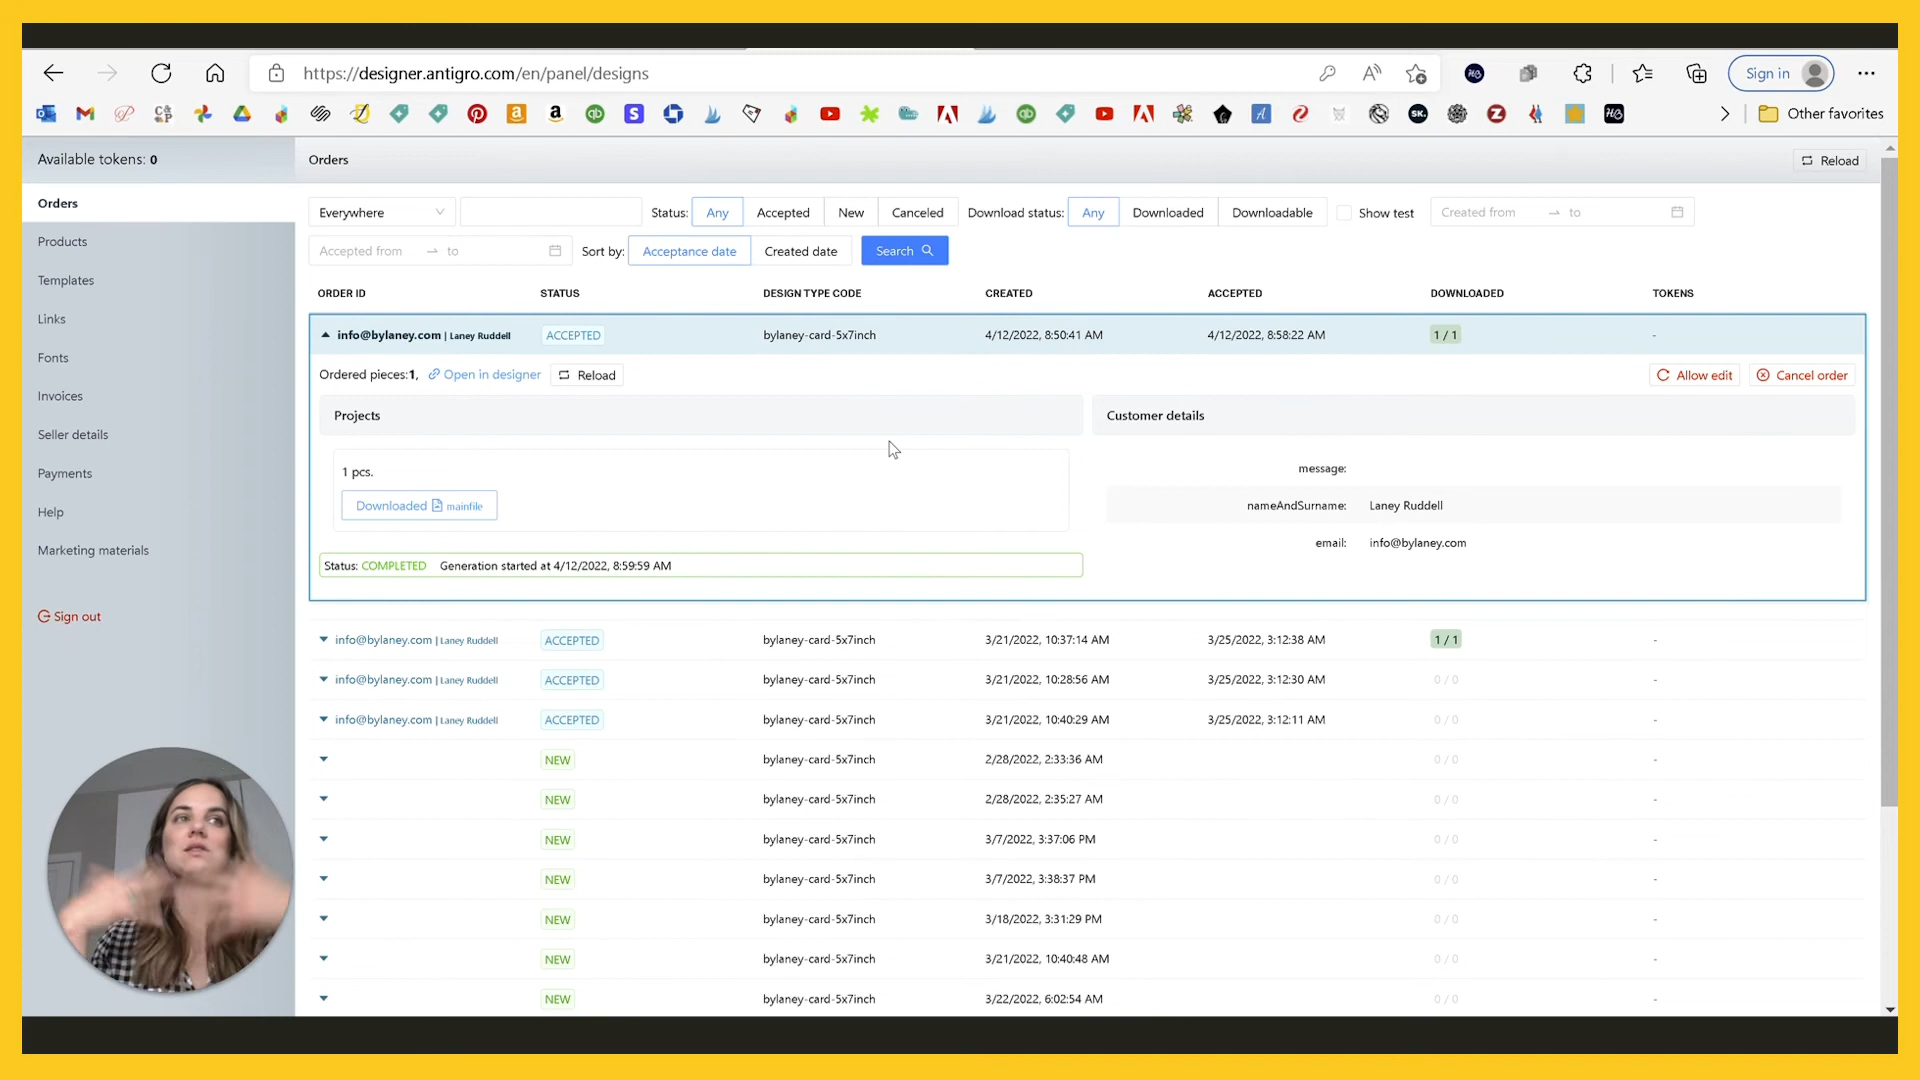 https://designer.antigro.com/en/panel/designs
Sign in
SK.
Other favorites
Available tokens: 0
Orders
Reload
Orders
Products
Templates
Links
Fonts
Invoices
Seller details
Payments
Help
Marketing materials
Sign out
Everywhere Status: Any Accepted New Canceled Download status: Any Downloaded Downloadable Show test Created from to
Accepted from to Sort by: Acceptance date Created date Search
ORDER ID STATUS DESIGN TYPE CODE CREATED ACCEPTED DOWNLOADED TOKENS
info@bylaney.com | Laney Ruddell ACCEPTED bylaney-card-5x7inch 4/12/2022, 8:50:41 AM 4/12/2022, 8:58:22 AM 1 / 1 -
Ordered pieces:1, Open in designer Reload Allow edit Cancel order
Projects
Customer details
1 pcs.
Downloaded mainfile
message:
nameAndSurname: Laney Ruddell
email: info@bylaney.com
Status: COMPLETED Generation started at 4/12/2022, 8:59:59 AM
info@bylaney.com | Laney Ruddell ACCEPTED bylaney-card-5x7inch 3/21/2022, 10:37:14 AM 3/25/2022, 3:12:38 AM 1 / 1 -
info@bylaney.com | Laney Ruddell ACCEPTED bylaney-card-5x7inch 3/21/2022, 10:28:56 AM 3/25/2022, 3:12:30 AM 0 / 0 -
info@bylaney.com | Laney Ruddell ACCEPTED bylaney-card-5x7inch 3/21/2022, 10:40:29 AM 3/25/2022, 3:12:11 AM 0 / 0 -
NEW bylaney-card-5x7inch 2/28/2022, 2:33:36 AM 0 / 0 -
NEW bylaney-card-5x7inch 2/28/2022, 2:35:27 AM 0 / 0 -
NEW bylaney-card-5x7inch 3/7/2022, 3:37:06 PM 0 / 0 -
NEW bylaney-card-5x7inch 3/7/2022, 3:38:37 PM 0 / 0 -
NEW bylaney-card-5x7inch 3/18/2022, 3:31:29 PM 0 / 0 -
NEW bylaney-card-5x7inch 3/21/2022, 10:40:48 AM 0 / 0 -
NEW bylaney-card-5x7inch 3/22/2022, 6:02:54 AM 0 / 0 -